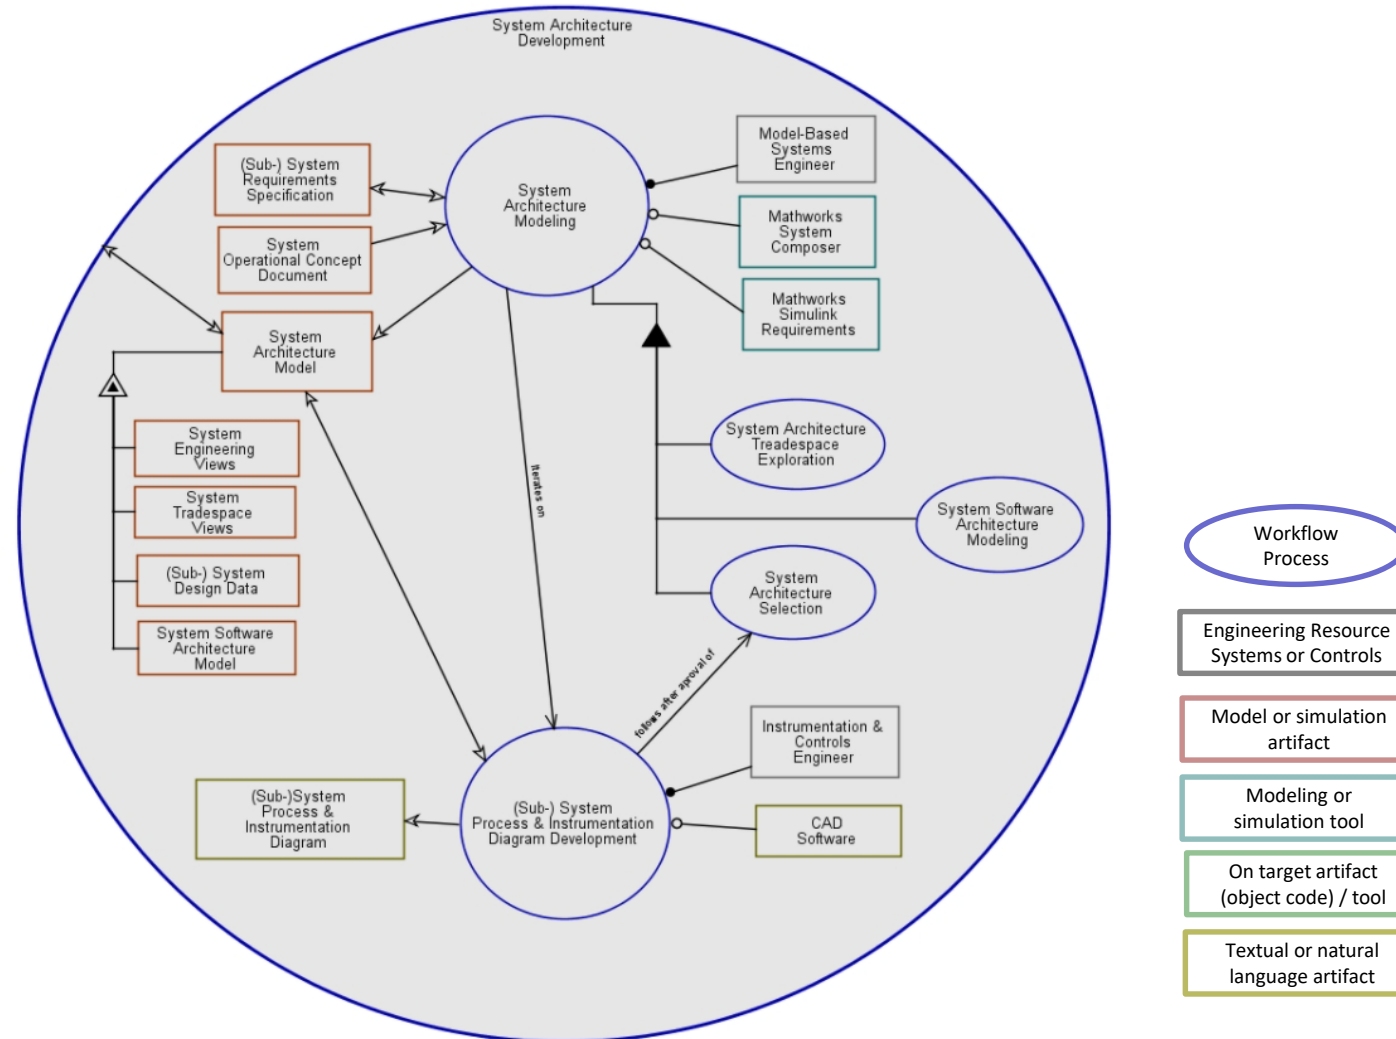 System Architecture
Development
(Sub-) System
Requirements
Specification
System
Operational Concept
Document
System
Architecture
Modeling
Model-Based
Systems
Engineer
Mathworks
System
Composer
Mathworks
Simulink
Requirements
System
Architecture
Model
System
Engineering
Views
System
Tradespace
Views
(Sub-) System
Design Data
System Software
Architecture
Model
Iterates on
System Architecture
Treadespace
Exploration
System Software
Architecture
Modeling
System
Architecture
Selection
follows after aproval of
Instrumentation &
Controls
Engineer
CAD
Software
(Sub-) System
Process & Instrumentation
Diagram Development
(Sub-)System
Process &
Instrumentation
Diagram
Workflow
Process
Engineering Resource
Systems or Controls
Model or simulation
artifact
Modeling or
simulation tool
On target artifact
(object code) / tool
Textual or natural
language artifact